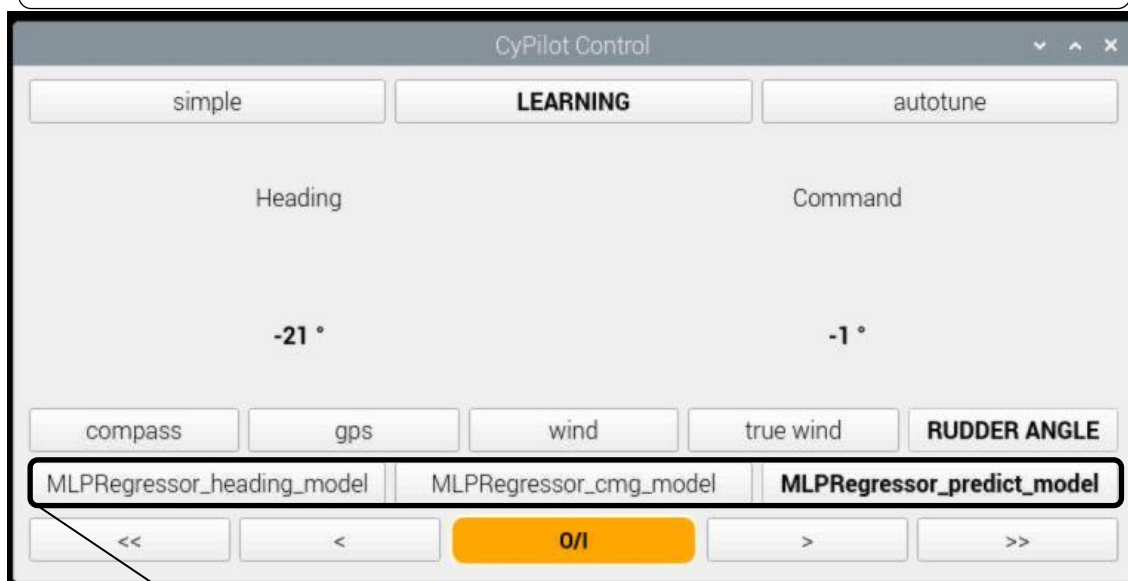 CyPilot Control
simple LEARNING autotune
Heading Command
-21 ° -1 °
compass gps wind true wind RUDDER ANGLE
MLPRegressor_heading_model MLPRegressor_cmg_model MLPRegressor_predict_model
<< < O/I > >>